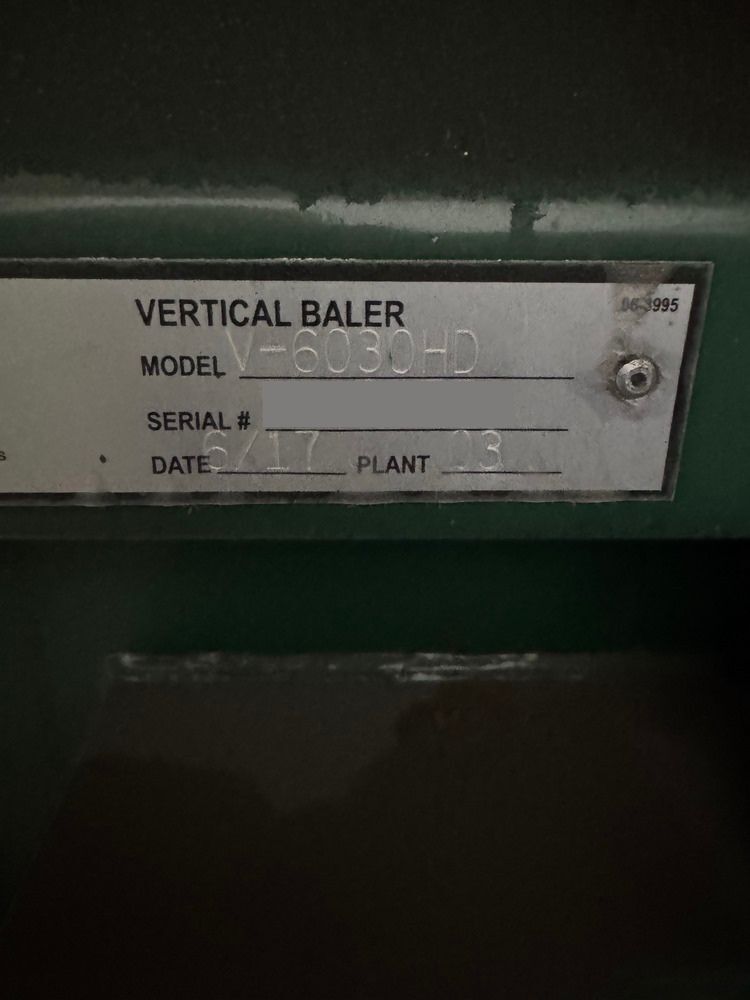 VERTICAL BALER
06-3995
MODEL V-6030HD
SERIAL #
DATE 6/17 PLANT 03
s